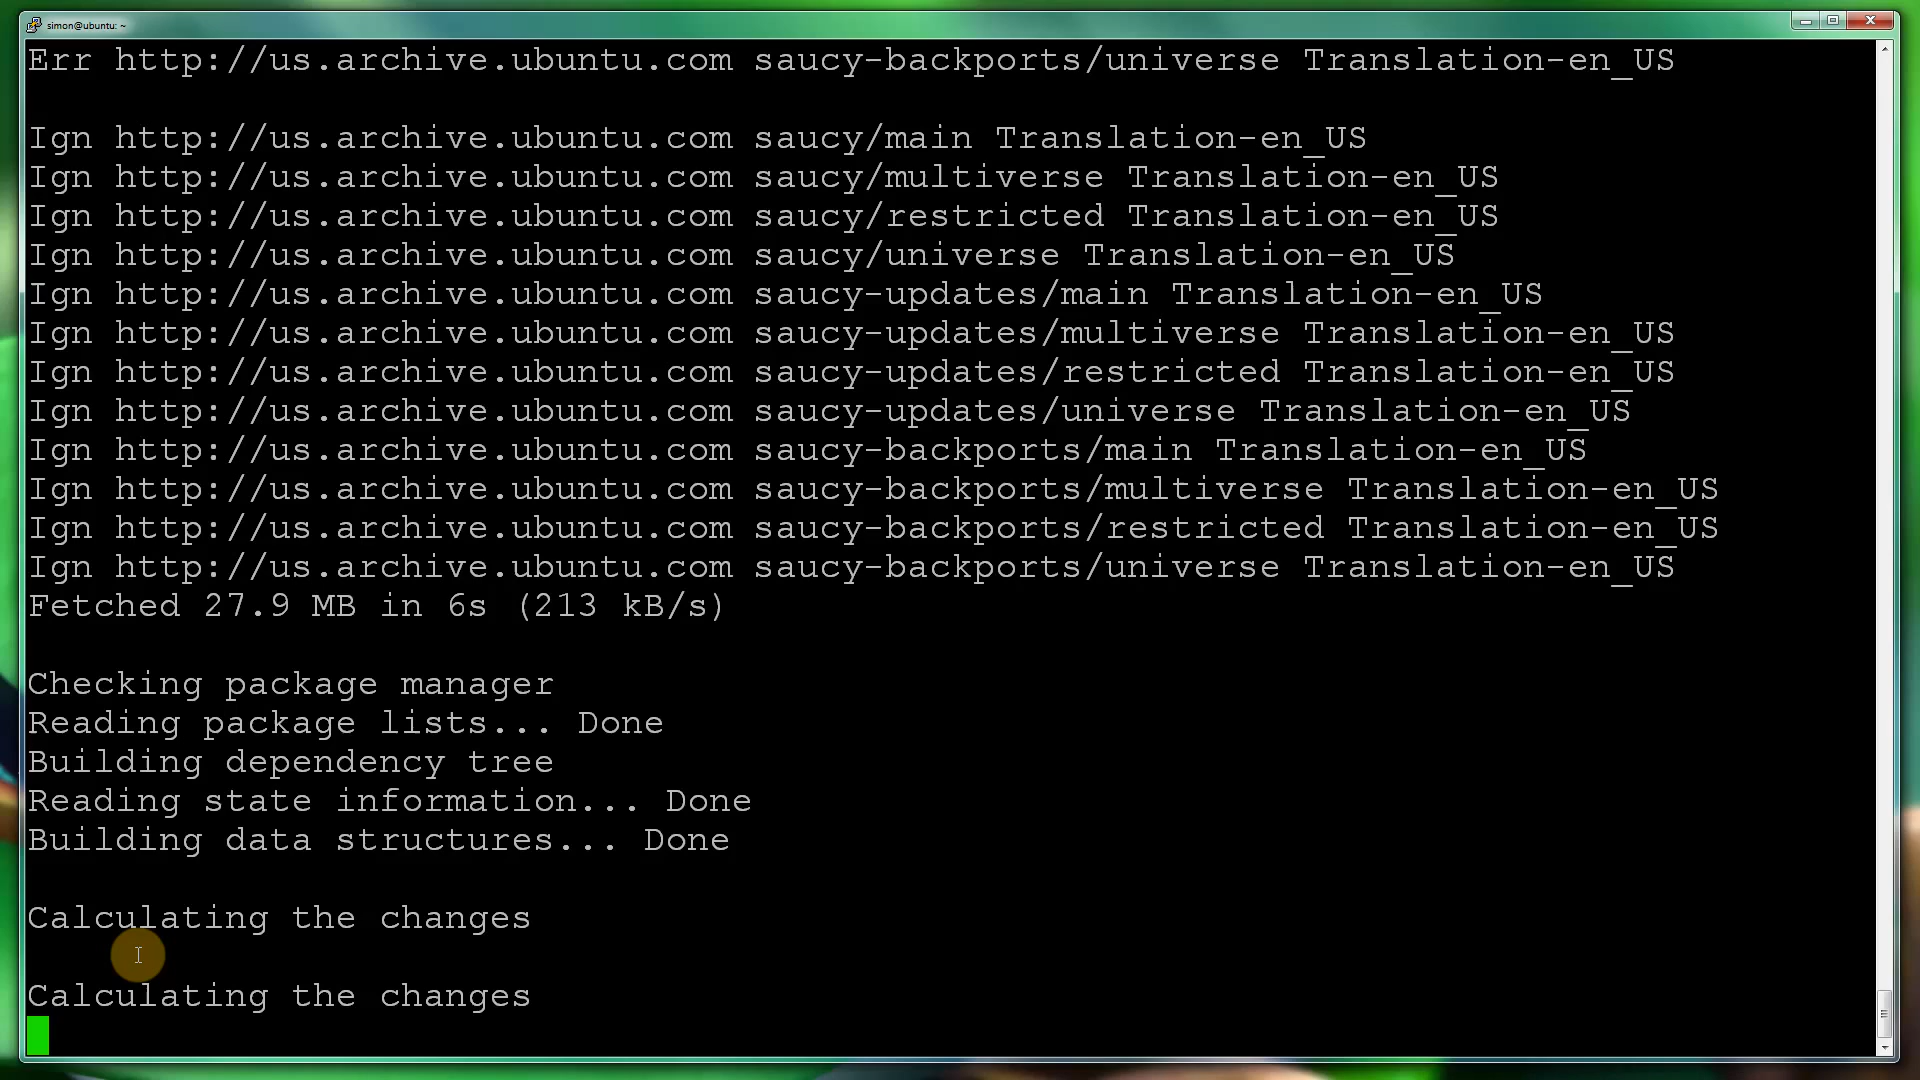 simon@ubuntu: ~
Err http://us.archive.ubuntu.com saucy-backports/universe Translation-en_US
Ign http://us.archive.ubuntu.com saucy/main Translation-en_US
Ign http://us.archive.ubuntu.com saucy/multiverse Translation-en_US
Ign http://us.archive.ubuntu.com saucy/restricted Translation-en_US
Ign http://us.archive.ubuntu.com saucy/universe Translation-en_US
Ign http://us.archive.ubuntu.com saucy-updates/main Translation-en_US
Ign http://us.archive.ubuntu.com saucy-updates/multiverse Translation-en_US
Ign http://us.archive.ubuntu.com saucy-updates/restricted Translation-en_US
Ign http://us.archive.ubuntu.com saucy-updates/universe Translation-en_US
Ign http://us.archive.ubuntu.com saucy-backports/main Translation-en_US
Ign http://us.archive.ubuntu.com saucy-backports/multiverse Translation-en_US
Ign http://us.archive.ubuntu.com saucy-backports/restricted Translation-en_US
Ign http://us.archive.ubuntu.com saucy-backports/universe Translation-en_US
Fetched 27.9 MB in 6s (213 kB/s)
Checking package manager
Reading package lists... Done
Building dependency tree
Reading state information... Done
Building data structures... Done
Calculating the changes
Calculating the changes